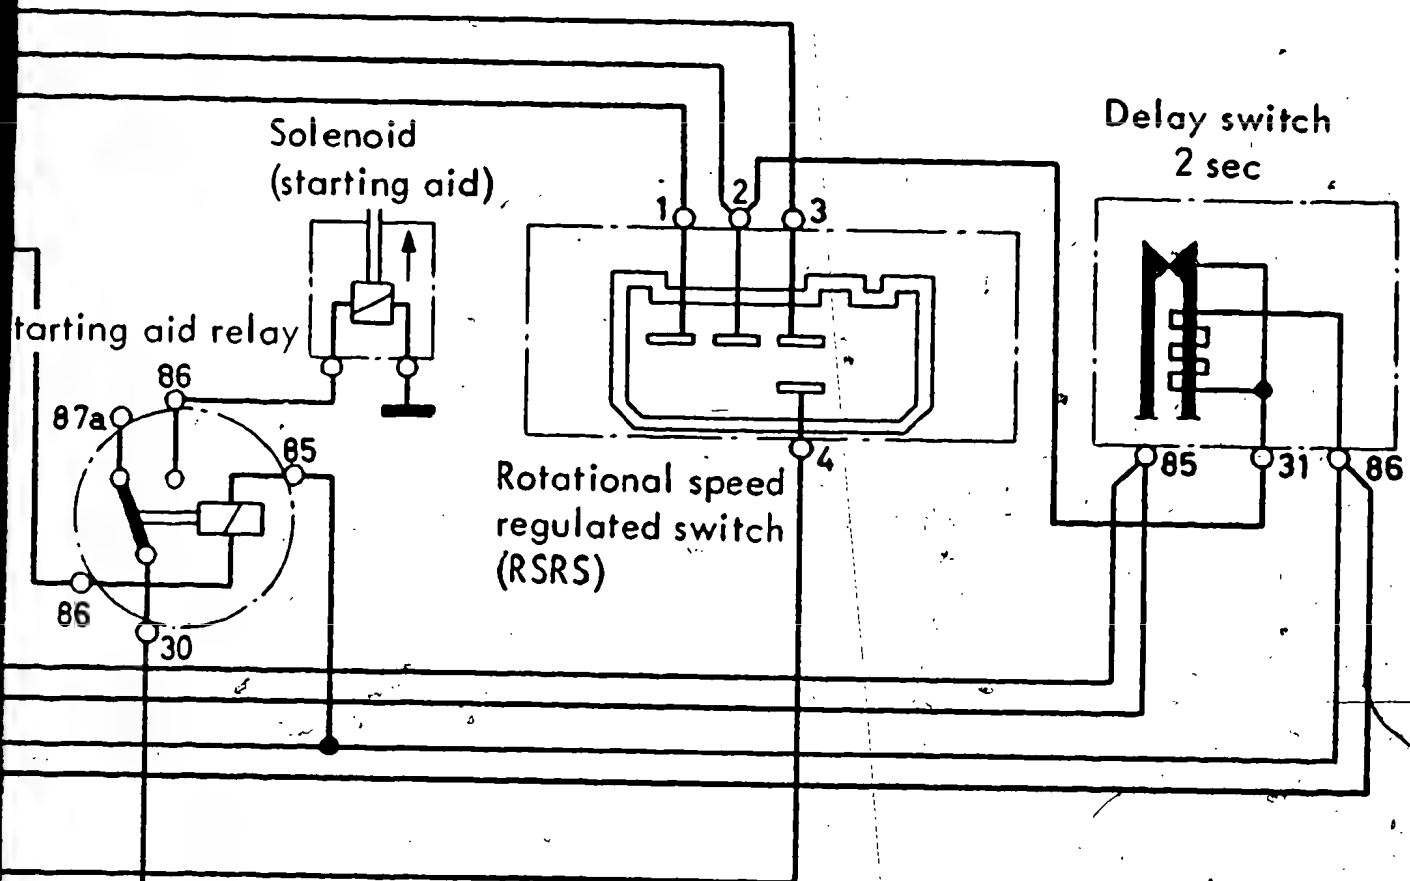 Solenoid
(starting aid)
Delay switch
2 sec
1
2
3
tarting aid relay
86
87a
85
86
30
4
Rotational speed
regulated switch
(RSRS)
85
31
86